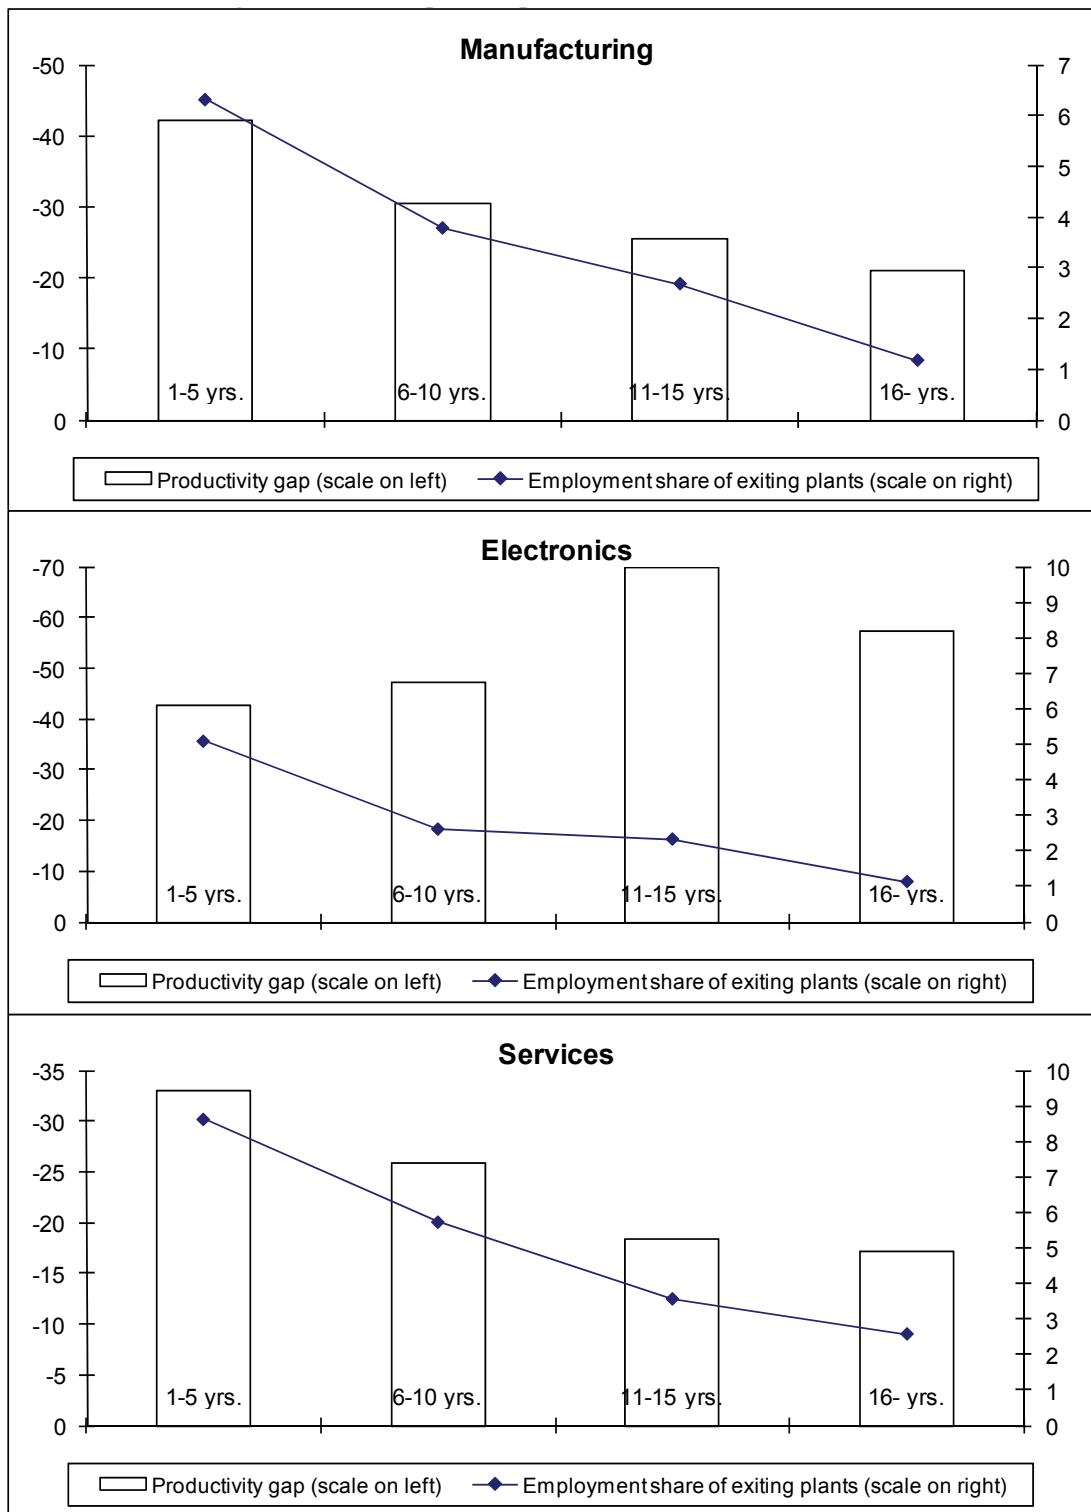 Manufacturing
-50
-40
-30
-20
-10
0
7
6
5
4
3
2
1
0
1-5 yrs.
6-10 yrs.
11-15 yrs.
16- yrs.
Productivity gap (scale on left)
Employment share of exiting plants (scale on right)
Electronics
-70
-60
-50
-40
-30
-20
-10
0
10
9
8
7
6
5
4
3
2
1
0
1-5 yrs.
6-10 yrs.
11-15 yrs.
16- yrs.
Productivity gap (scale on left)
Employment share of exiting plants (scale on right)
Services
-35
-30
-25
-20
-15
-10
-5
0
10
9
8
7
6
5
4
3
2
1
0
1-5 yrs.
6-10 yrs.
11-15 yrs.
16- yrs.
Productivity gap (scale on left)
Employment share of exiting plants (scale on right)